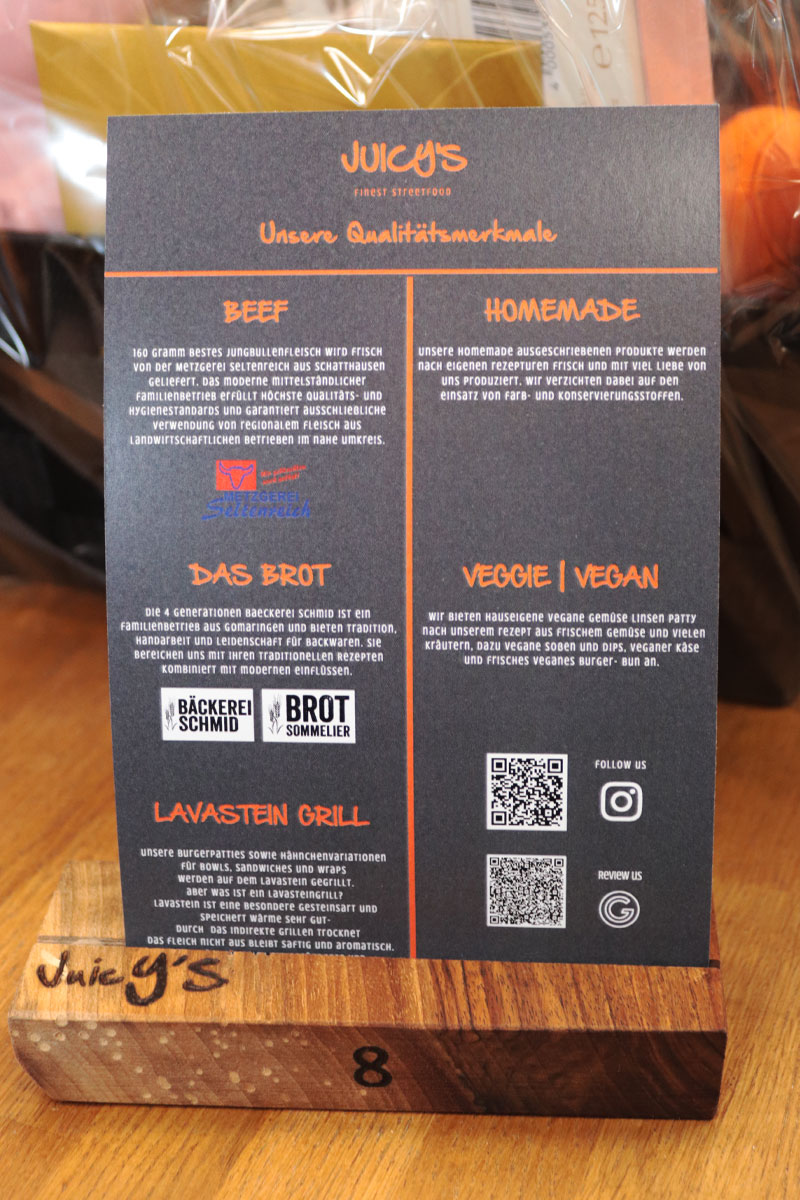 e 125
JUICY'S
FINEST STREETFOOD
Unsere Qualitätsmerkmale
BEEF
160 GRAMM BESTES JUNGBULLENFLEISCH WIRD FRISCH
VON DER METZGEREI SELTENREICH AUS SCHATTHAUSEN
GELIEFERT. DAS MODERNE MITTELSTÄNDLICHER
FAMILIENBETRIEB ERFÜLLT HÖCHSTE QUALITÄTS- UND
HYGIENESTANDARDS UND GARANTIERT AUSSCHLIEßLICHE
VERWENDUNG VON REGIONALEM FLEISCH AUS
LANDWIRTSCHAFTLICHEN BETRIEBEN IM NAHE UMKREIS.
METZGEREI
Seltenreich
DAS BROT
DIE 4 GENERATIONEN BAECKEREI SCHMID IST EIN
FAMILIENBETRIEB AUS GOMARINGEN UND BIETEN TRADITION,
HANDARBEIT UND LEIDENSCHAFT FÜR BACKWAREN. SIE
BEREICHEN UNS MIT IHREN TRADITIONELLEN REZEPTEN
KOMBINIERT MIT MODERNEN EINFLÜSSEN.
BÄCKEREI
SCHMID
BROT
SOMMELIER
LAVASTEIN GRILL
UNSERE BURGERPATTIES SOWIE HÄHNCHENVARIATIONEN
FÜR BOWLS, SANDWICHES UND WRAPS
WERDEN AUF DEM LAVASTEIN GEGRILLT.
ABER WAS IST EIN LAVASTEINGRILL?
LAVASTEIN IST EINE BESONDERE GESTEINSART UND
SPEICHERT WÄRME SEHR GUT-
DURCH DAS INDIREKTE GRILLEN TROCKNET
DAS FLEICH NICHT AUS BLEIBT SAFTIG UND AROMATISCH.
HOMEMADE
UNSERE HOMEMADE AUSGESCHRIEBENEN PRODUKTE WERDEN
NACH EIGENEN REZEPTUREN FRISCH UND MIT VIEL LIEBE VON
UNS PRODUZIERT. WIR VERZICHTEN DABEI AUF DEN
EINSATZ VON FARB- UND KONSERVIERUNGSSTOFFEN.
VEGGIE | VEGAN
WIR BIETEN HAUSEIGENE VEGANE GEMÜSE LINSEN PATTY
NACH UNSEREM REZEPT AUS FRISCHEM GEMÜSE UND VIELEN
KRÄUTERN, DAZU VEGANE SOßEN UND DIPS, VEGANER KÄSE
UND FRISCHES VEGANES BURGER- BUN AN.
FOLLOW US
REVIEW US
G
JuicY'S
8